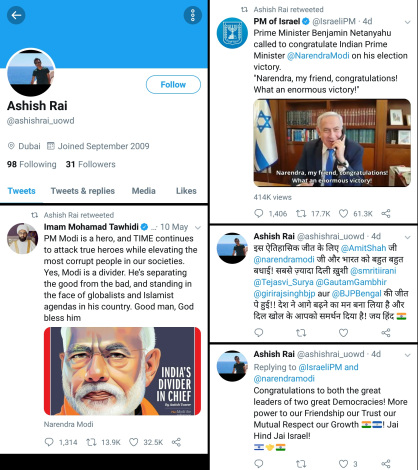 Follow
Ashish Rai
@ashishrai_uowd
Dubai Joined September 2009
98 Following 31 Followers
Tweets Tweets & replies Media Likes
Ashish Rai retweeted
Imam Mohamad Tawhidi .. · 10 May
PM Modi is a hero, and TIME continues
to attack true heroes while elevating the
most corrupt people in our societies.
Yes, Modi is a divider. He's separating
the good from the bad, and standing in
the face of globalists and Islamist
agendas in his country. Good man, God
bless him
INDIA'S
DIVIDER
IN CHIEF
Narendra Modi
1,314 13.9K 32.5K
Ashish Rai retweeted
PM of Israel @IsraeliPM · 4d
Prime Minister Benjamin Netanyahu
called to congratulate Indian Prime
Minister @NarendraModi on his election
victory.
"Narendra, my friend, congratulations!
What an enormous victory!"
Narendra, my friend, congratulations!
What an enormous victory!
414K views
1,406 17.7K 61.3K
Ashish Rai @ashishrai_uowd · 4d
इस ऐतिहासिक जीत के लिए @AmitShah जी
@narendramodi जी और भारत को बहुत बहुत
बधाई! सबसे ज़्यादा दिली ख़ुशी @smritiirani
@Tejasvi_Surya @GautamGambhir
@girirajsinghbjp aur @BJPBengal की जीत
पे हुई!! देश ने आगे बढ़ने का मन बना लिया है और
दिल खोल के आपको समर्थन दिया है! जय हिंद 🇮🇳
Ashish Rai @ashishrai_uowd · 4d
Replying to @IsraeliPM and
@narendramodi
Congratulations to both the great
leaders of two great Democracies! More
power to our Friendship our Trust our
Mutual Respect our Growth 🇮🇳🇮🇱! Jai
Hind Jai Israel!
🇮🇱🤝🇮🇳
3